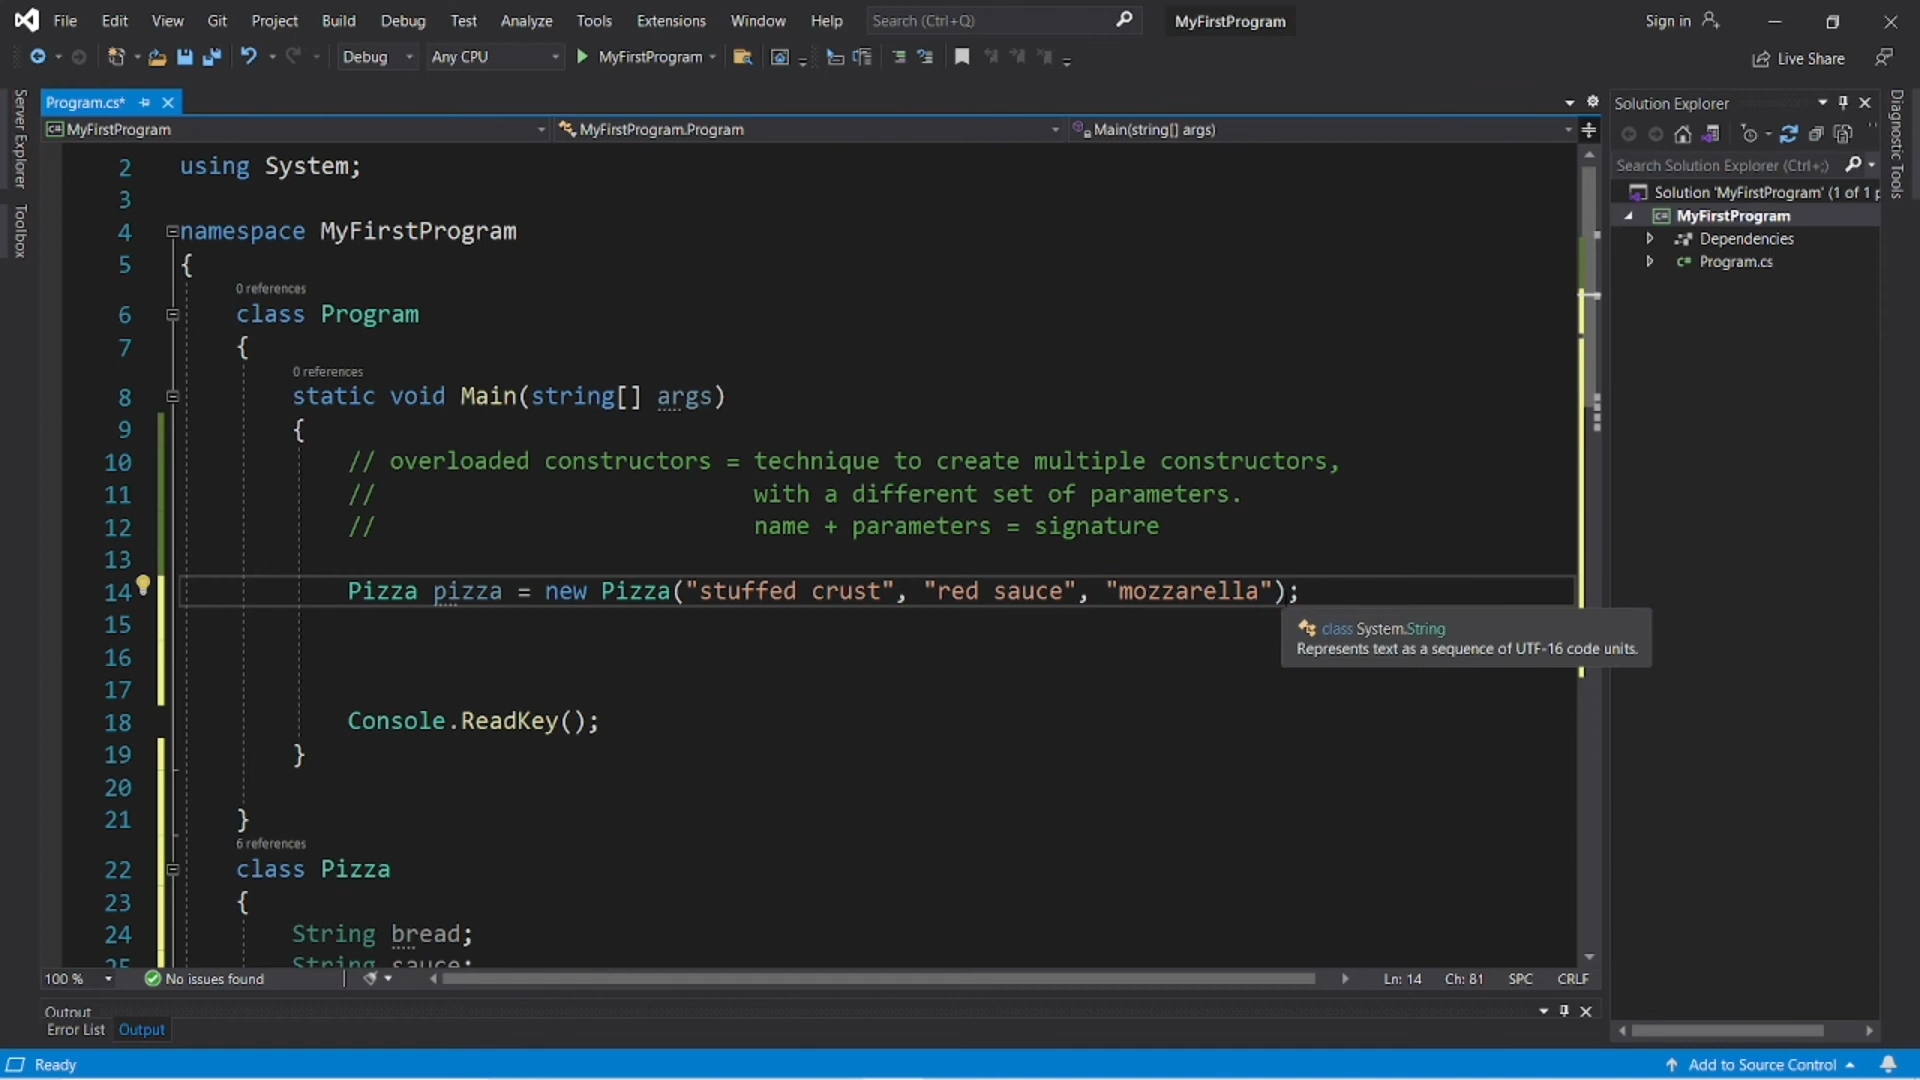 File Edit View Git Project Build Debug Test Analyze Tools Extensions Window Help Search (Ctrl+Q) MyFirstProgram Sign in
Debug Any CPU MyFirstProgram Live Share
Server Explorer
Toolbox
Program.cs*
MyFirstProgram MyFirstProgram.Program Main(string[] args)
2 using System;
3
4 namespace MyFirstProgram
5 {
0 references
6 class Program
7 {
0 references
8 static void Main(string[] args)
9 {
10 // overloaded constructors = technique to create multiple constructors,
11 // with a different set of parameters.
12 // name + parameters = signature
13
14 Pizza pizza = new Pizza("stuffed crust", "red sauce", "mozzarella");
class System.String
Represents text as a sequence of UTF-16 code units.
15
16
17
18 Console.ReadKey();
19 }
20
21 }
6 references
22 class Pizza
23 {
24 String bread;
25 String sauce;
100 % No issues found Ln: 14 Ch: 81 SPC CRLF
Output
Error List Output
Ready Add to Source Control
Solution Explorer
Search Solution Explorer (Ctrl+;)
Solution 'MyFirstProgram' (1 of 1 p
MyFirstProgram
Dependencies
C# Program.cs
Diagnostic Tools